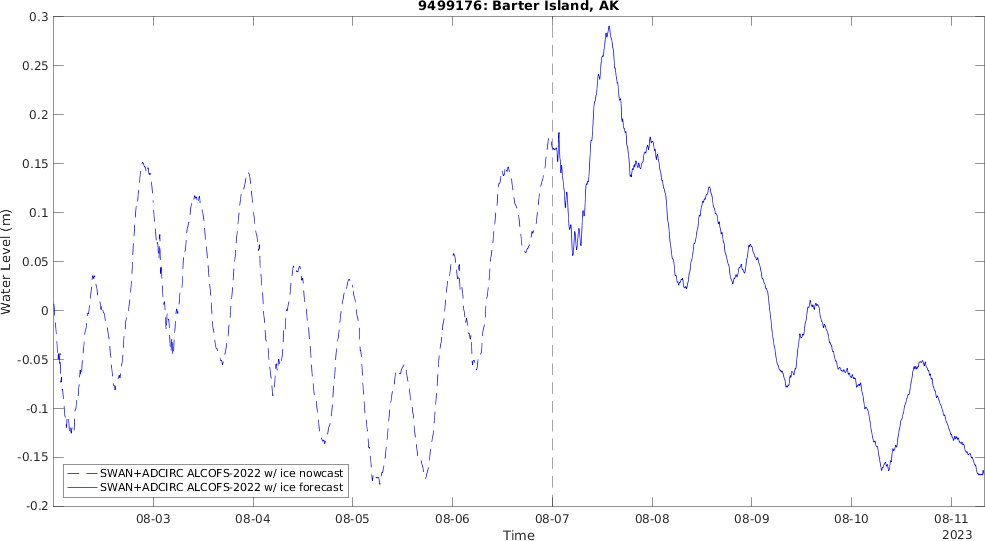 9499176: Barter Island, AK
0.3
0.25
0.2
0.15
0.1
0.05
0
-0.05
-0.1
-0.15
-0.2
Water Level (m)
SWAN+ADCIRC ALCOFS-2022 w/ ice nowcast
SWAN+ADCIRC ALCOFS-2022 w/ ice forecast
08-03 08-04 08-05 08-06 08-07 08-08 08-09 08-10 08-11
Time
2023